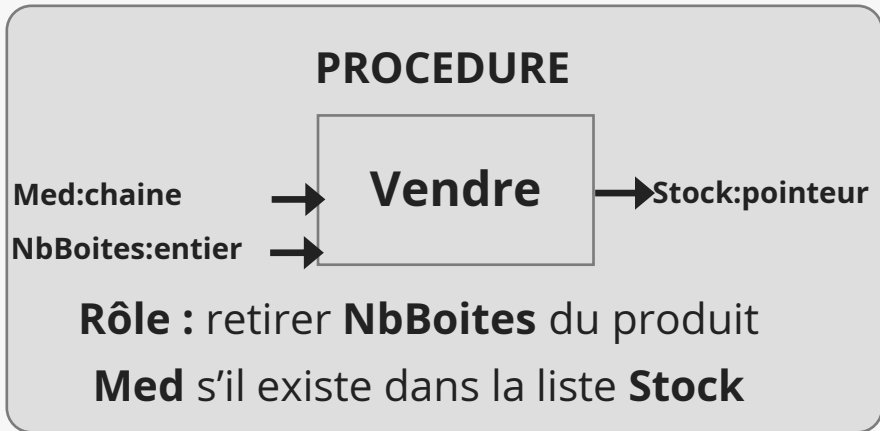 PROCEDURE
Vendre
Med:chaine
Stock:pointeur
NbBoites:entier
Rôle : retirer NbBoites du produit
Med s'il existe dans la liste Stock